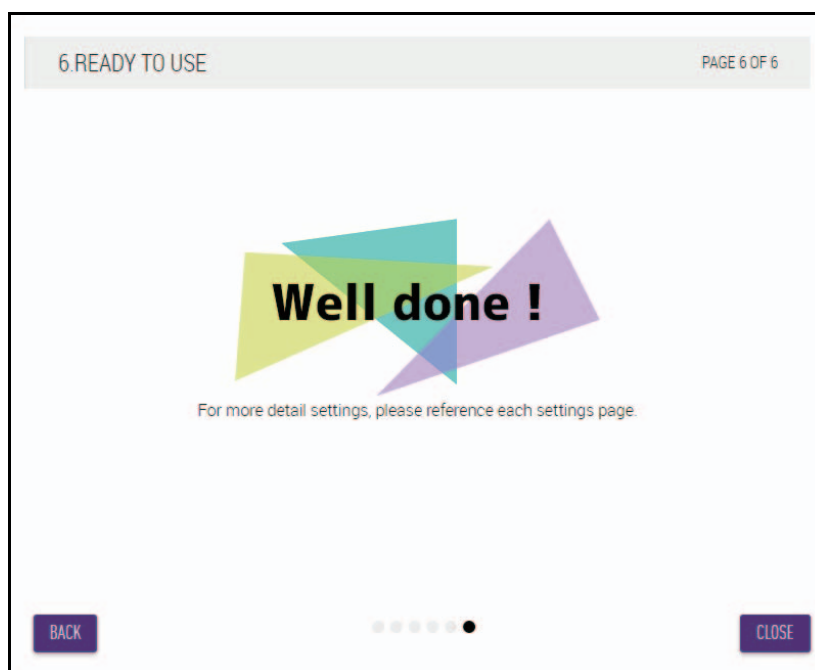 6.READY TO USE
PAGE 6 OF 6
Well done !
For more detail settings, please reference each settings page.
BACK
CLOSE